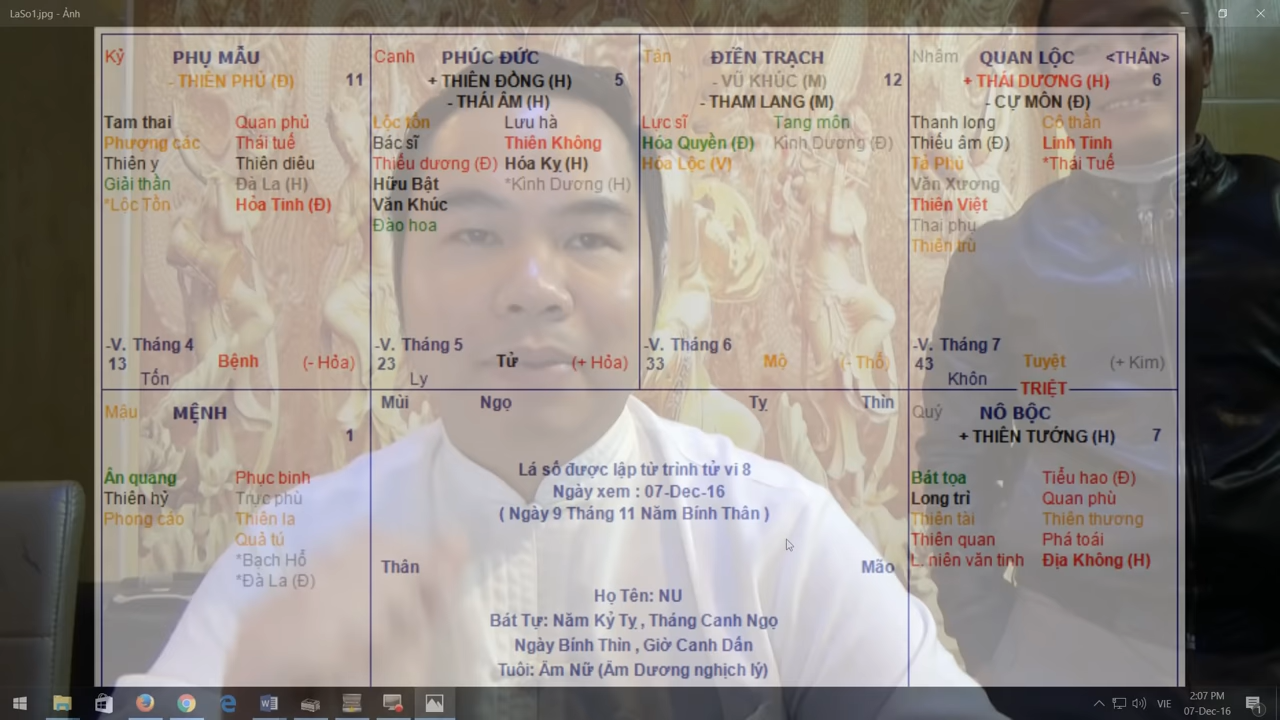 LaSo1.jpg - Ảnh
Kỷ PHỤ MẪU
- THIÊN PHỦ (Đ) 11
Tam thai Quan phủ
Phượng các Thái tuế
Thiên y Thiên diêu
Giải thần Đà La (H)
*Lộc Tồn Hỏa Tinh (Đ)
-V. Tháng 4
13 Bệnh (- Hỏa)
Tốn
Canh PHÚC ĐỨC
+ THIÊN ĐỒNG (H) 5
- THÁI ÂM (H)
Lộc tồn Lưu hà
Bác sĩ Thiên Không
Thiếu dương (Đ) Hóa Kỵ (H)
Hữu Bật *Kình Dương (H)
Văn Khúc
Đào hoa
-V. Tháng 5
23 Tử (+ Hỏa)
Ly
Tân ĐIỀN TRẠCH
- VŨ KHÚC (M) 12
- THAM LANG (M)
Lực sĩ Tang môn
Hóa Quyền (Đ) Kình Dương (Đ)
Hóa Lộc (V)
-V. Tháng 6
33 Mộ (- Thổ)
Nhâm QUAN LỘC <THÂN>
+ THÁI DƯƠNG (H) 6
- CỰ MÔN (Đ)
Thanh long Cô thần
Thiếu âm (Đ) Linh Tinh
Tả Phù *Thái Tuế
Văn Xương
Thiên Việt
Thai phụ
Thiên trù
-V. Tháng 7
43 Tuyệt (+ Kim)
Khôn
TRIỆT
Mậu MỆNH
1
Ân quang Phục binh
Thiên hỷ Trực phù
Phong cáo Thiên la
Quả tú
*Bạch Hổ
*Đà La (Đ)
Mùi Ngọ Tỵ Thìn
Lá số được lập từ trình tử vi 8
Ngày xem : 07-Dec-16
( Ngày 9 Tháng 11 Năm Bính Thân )
Thân Mão
Họ Tên: NU
Bát Tự: Năm Kỷ Tỵ , Tháng Canh Ngọ
Ngày Bính Thìn , Giờ Canh Dần
Tuổi: Âm Nữ (Âm Dương nghịch lý)
Quý NÔ BỘC
+ THIÊN TƯỚNG (H) 7
Bát tọa Tiểu hao (Đ)
Long trì Quan phù
Thiên tài Thiên thương
Thiên quan Phá toái
L.niên văn tinh Địa Không (H)
VIE
2:07 PM
07-Dec-16
1